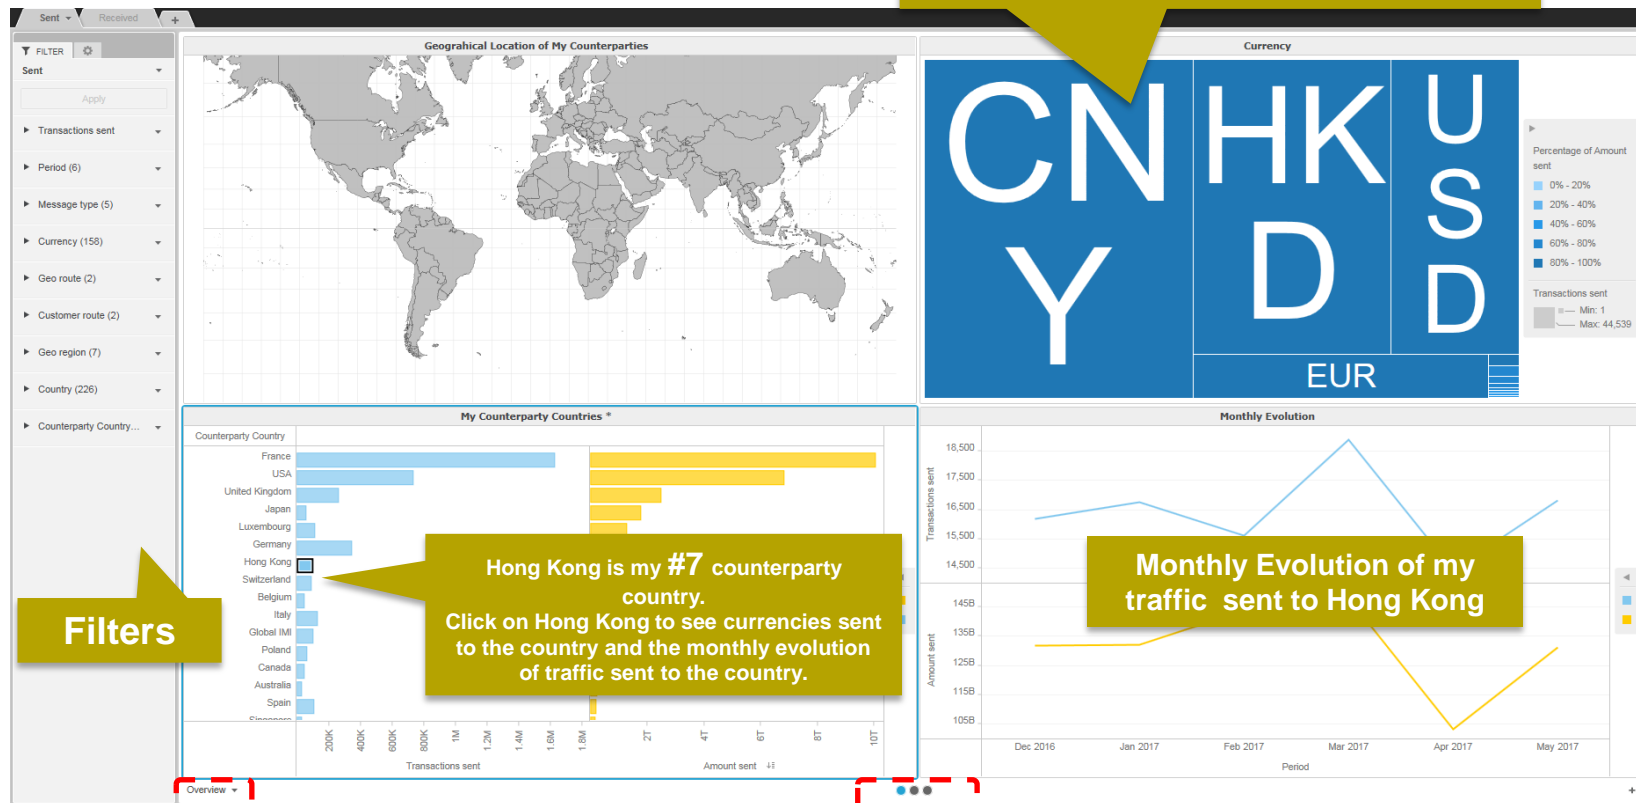 Sent
Received
+
FILTER
Sent
Apply
Transactions sent
Period (6)
Message type (5)
Currency (158)
Geo route (2)
Customer route (2)
Geo region (7)
Country (226)
Counterparty Country...
Filters
Geograhical Location of My Counterparties
Currency
CN
Y
HK
D
U
S
D
EUR
Percentage of Amount
sent
0% - 20%
20% - 40%
40% - 60%
60% - 80%
80% - 100%
Transactions sent
Min: 1
Max: 44,539
My Counterparty Countries *
Counterparty Country
France
USA
United Kingdom
Japan
Luxembourg
Germany
Hong Kong
Switzerland
Belgium
Italy
Global IMI
Poland
Canada
Australia
Spain
Singapore
Hong Kong is my #7 counterparty
country.
Click on Hong Kong to see currencies sent
to the country and the monthly evolution
of traffic sent to the country.
200K
400K
600K
800K
1M
1.2M
1.4M
1.6M
1.8M
2T
4T
6T
8T
10T
Transactions sent
Amount sent
Monthly Evolution
Transactions sent
18,500
17,500
16,500
15,500
14,500
Amount sent
145B
135B
125B
115B
105B
Monthly Evolution of my
traffic sent to Hong Kong
Dec 2016
Jan 2017
Feb 2017
Mar 2017
Apr 2017
May 2017
Period
Overview
+